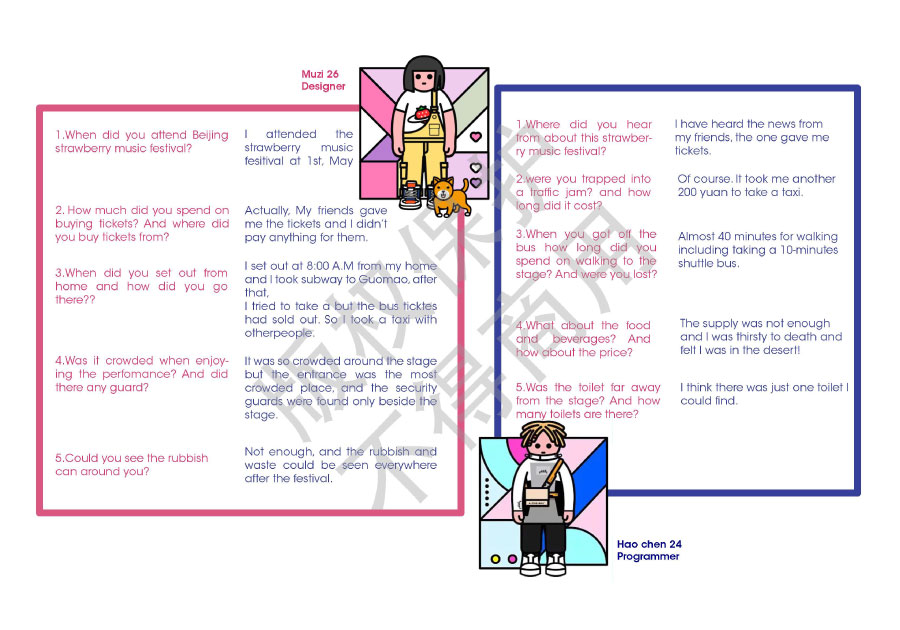 Muzi 26
Designer
1.When did you attend Beijing
strawberry music festival?
I attended the
strawberry music
fesitival at 1st, May
2. How much did you spend on
buying tickets? And where did
you buy tickets from?
Actually, My friends gave
me the tickets and I didn't
pay anything for them.
3.When did you set out from
home and how did you go
there??
I set out at 8:00 A.M from my home
and I took subway to Guomao, after
that,
I tried to take a but the bus ticktes
had sold out. So I took a taxi with
otherpeople.
4.Was it crowded when enjoy-
ing the perfomance? And did
there any guard?
It was so crowded around the stage
but the entrance was the most
crowded place, and the security
guards were found only beside the
stage.
5.Could you see the rubbish
can around you?
Not enough, and the rubbish and
waste could be seen everywhere
after the festival.
1.Where did you hear
from about this strawber-
ry music festival?
I have heard the news from
my friends, the one gave me
tickets.
2.were you trapped into
a traffic jam? and how
long did it cost?
Of course. It took me another
200 yuan to take a taxi.
3.When you got off the
bus how long did you
spend on walking to the
stage? And were you lost?
Almost 40 minutes for walking
including taking a 10-minutes
shuttle bus.
4.What about the food
and beverages? And
how about the price?
The supply was not enough
and I was thirsty to death and
felt I was in the desert!
5.Was the toilet far away
from the stage? And how
many toilets are there?
I think there was just one toilet I
could find.
Hao chen 24
Programmer
版权保护
不得商用